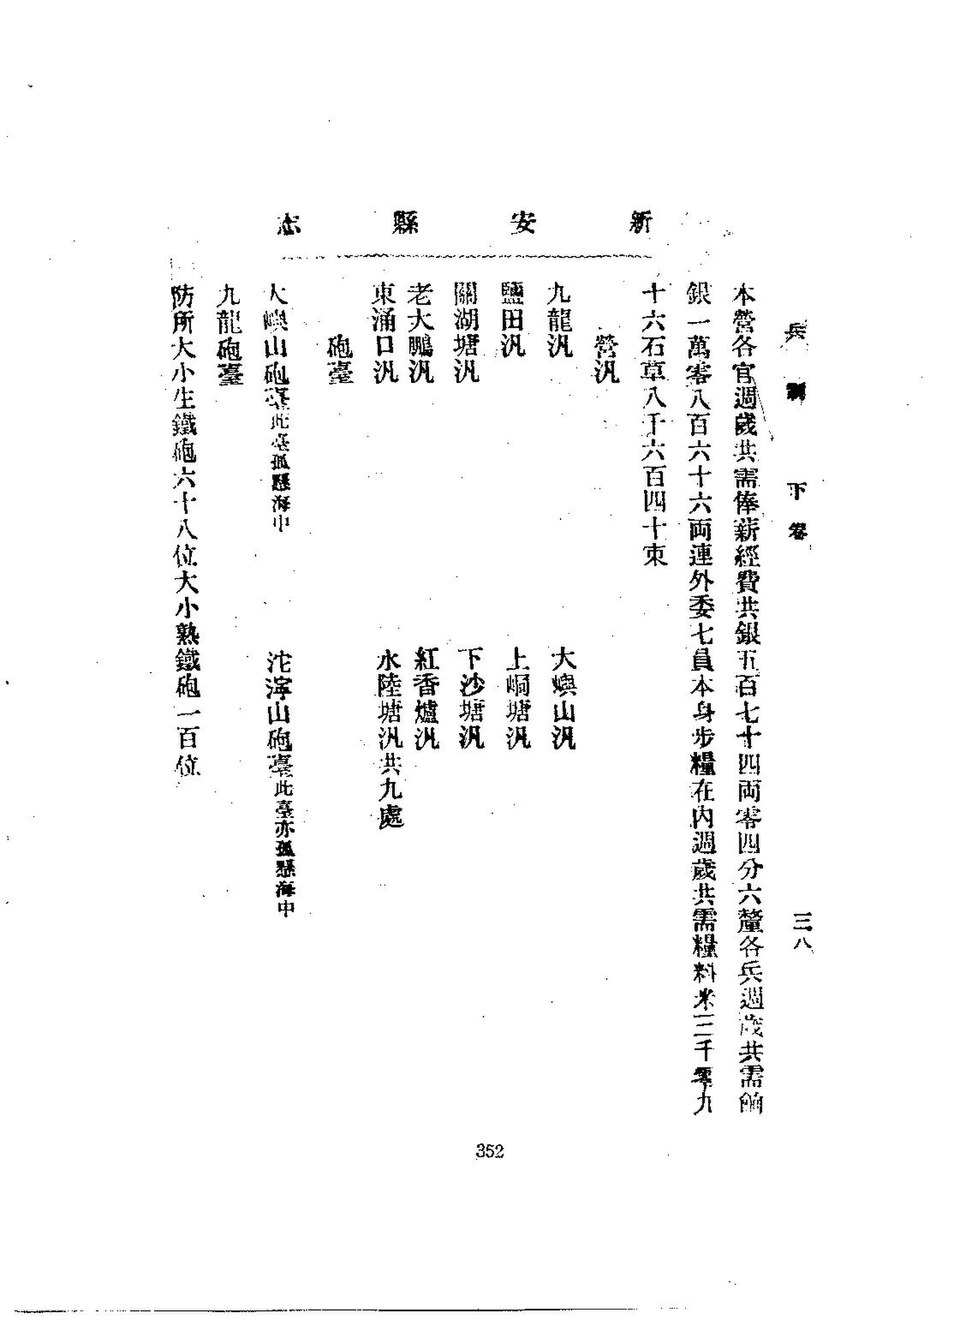 新安縣志
兵制 下卷 三八
本營各官週歲共需俸薪經費共銀五百七十四両零四分六釐各兵週歲共需餉
銀一萬零八百六十六両連外委七員本身步糧在內週歲共需糧料米三千零九
十六石草八千六百四十束
營汛
九龍汛 大嶼山汛
鹽田汛 上峒塘汛
關湖塘汛 下沙塘汛
老大鵬汛 紅香爐汛
東涌口汛 水陸塘汛共九處
砲臺
大嶼山砲臺此臺孤懸海中 沱濘山砲臺此臺亦孤懸海中
九龍砲臺
防所大小生鐵砲六十八位大小熟鐵砲一百位
352